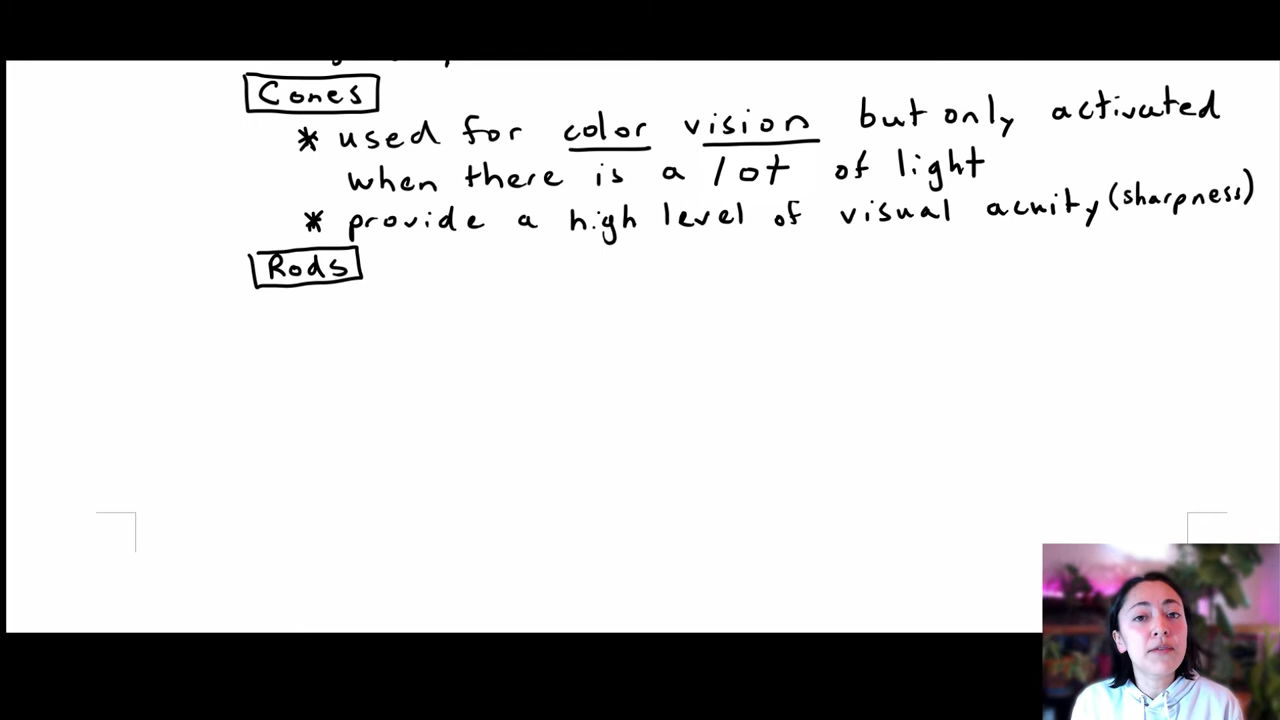 Cones
* used for color vision but only activated
when there is a lot of light
* provide a high level of visual acuity (sharpness)
Rods